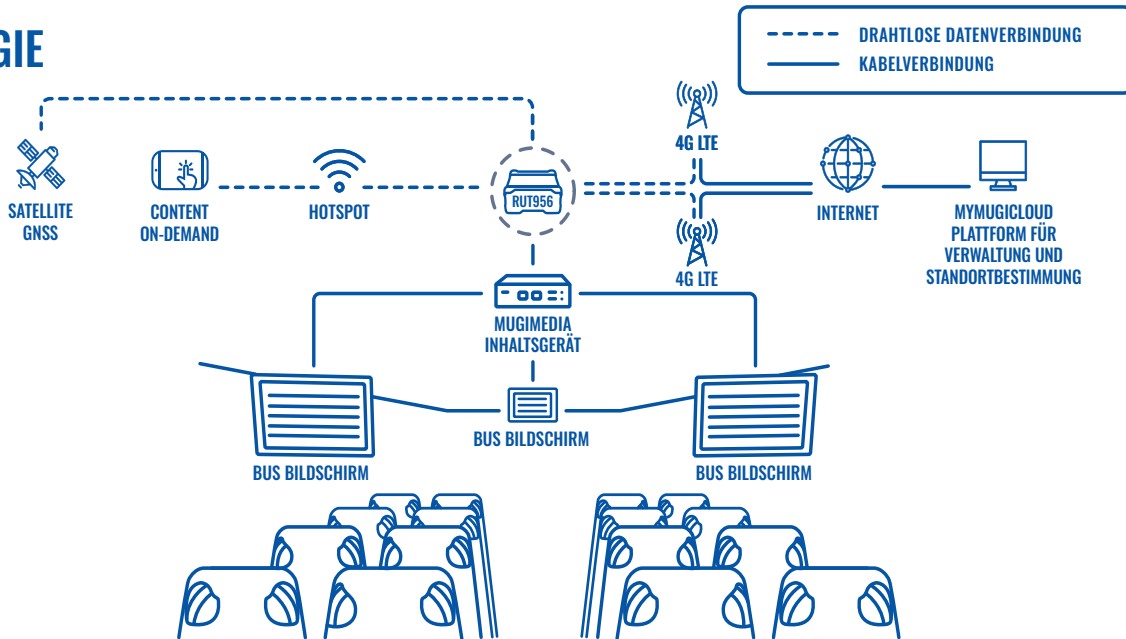 GIE
DRAHTLOSE DATENVERBINDUNG
KABELVERBINDUNG
4G LTE
RUT956
SATELLITE
GNSS
CONTENT
ON-DEMAND
HOTSPOT
INTERNET
MYMUGICLOUD
PLATTFORM FÜR
VERWALTUNG UND
STANDORTBESTIMMUNG
4G LTE
MUGIMEDIA
INHALTSGERÄT
BUS BILDSCHIRM
BUS BILDSCHIRM
BUS BILDSCHIRM